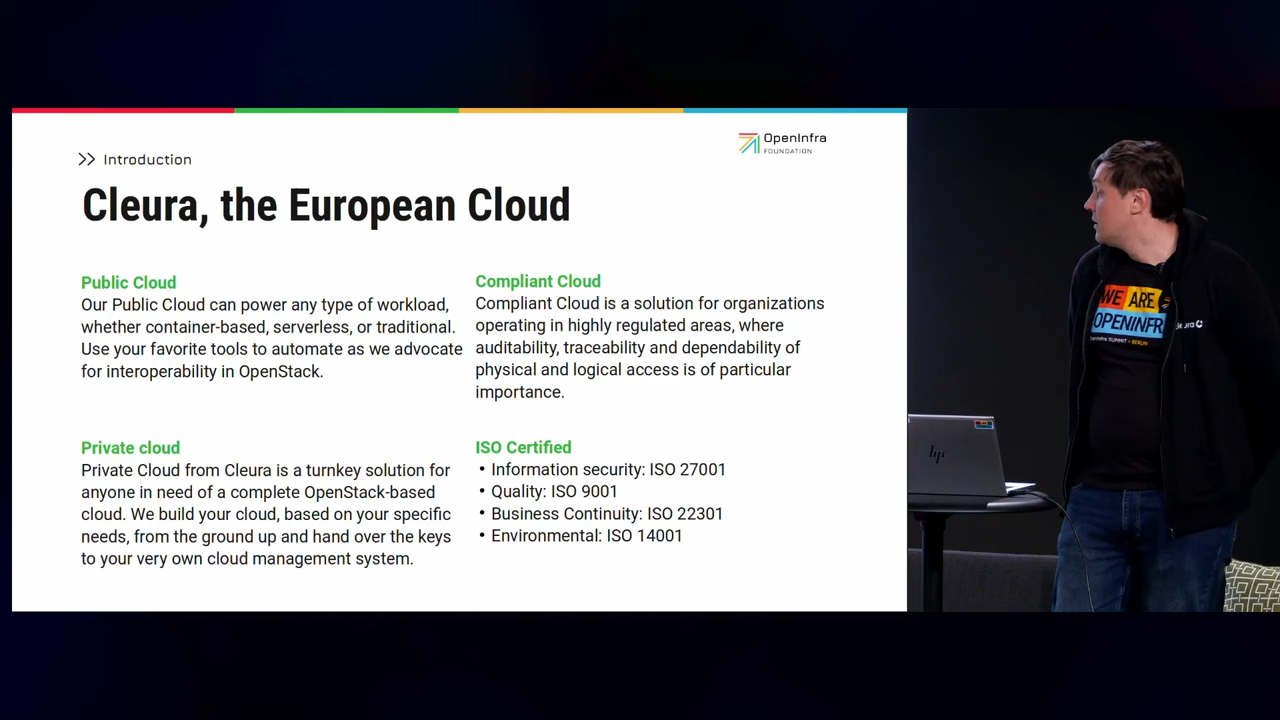 Introduction
OpenInfra
FOUNDATION
Cleura, the European Cloud
Public Cloud
Our Public Cloud can power any type of workload,
whether container-based, serverless, or traditional.
Use your favorite tools to automate as we advocate
for interoperability in OpenStack.
Compliant Cloud
Compliant Cloud is a solution for organizations
operating in highly regulated areas, where
auditability, traceability and dependability of
physical and logical access is of particular
importance.
Private cloud
Private Cloud from Cleura is a turnkey solution for
anyone in need of a complete OpenStack-based
cloud. We build your cloud, based on your specific
needs, from the ground up and hand over the keys
to your very own cloud management system.
ISO Certified
• Information security: ISO 27001
• Quality: ISO 9001
• Business Continuity: ISO 22301
• Environmental: ISO 14001
WE ARE
OPENINFR
SUMMIT • BERLIN
hp